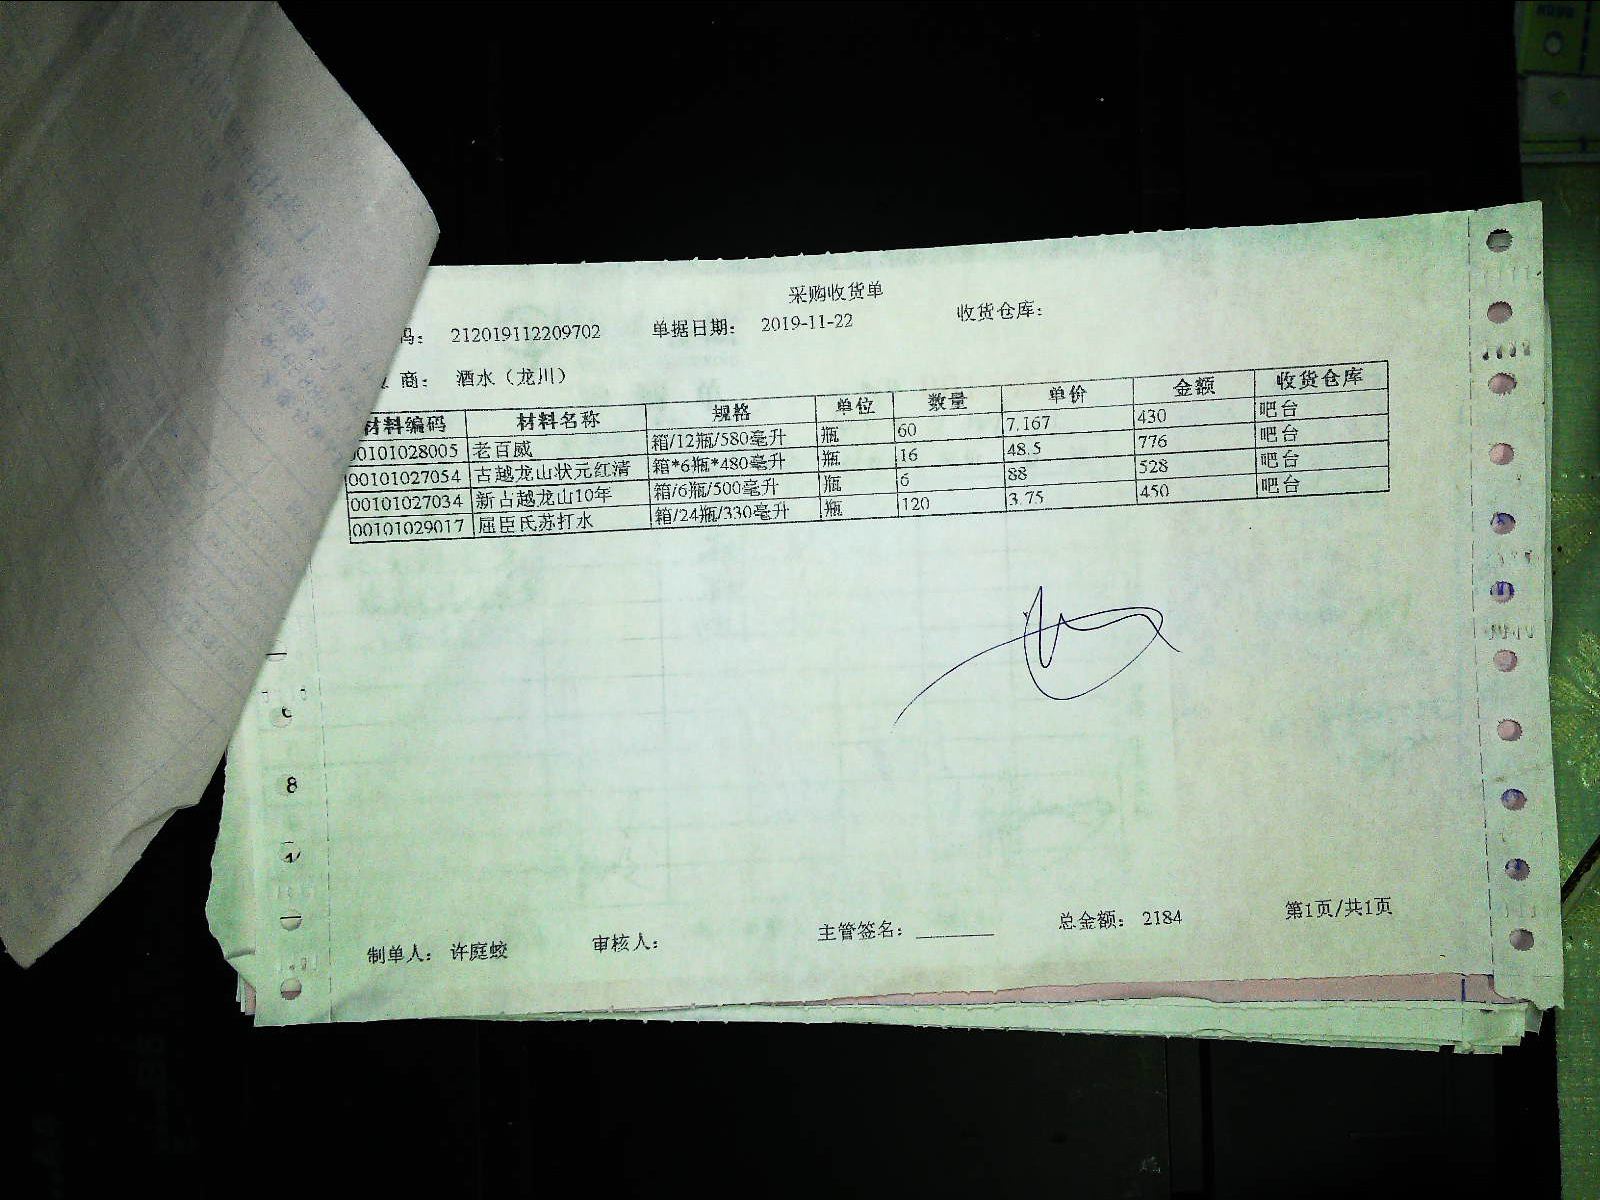 采购收货单
码： 212019112209702 单据日期： 2019-11-22 收货仓库：
商： 酒水（龙川）
材料编码 材料名称 规格 单位 数量 单价 金额 收货仓库
00101028005 老百威 箱/12瓶/580毫升 瓶 60 7.167 430 吧台
00101027054 古越龙山状元红清 箱*6瓶*480毫升 瓶 16 48.5 776 吧台
00101027034 新古越龙山10年 箱/6瓶/500毫升 瓶 6 88 528 吧台
00101029017 屈臣氏苏打水 箱/24瓶/330毫升 瓶 120 3.75 450 吧台
制单人： 许庭蛟 审核人： 主管签名： 总金额： 2184 第1页/共1页